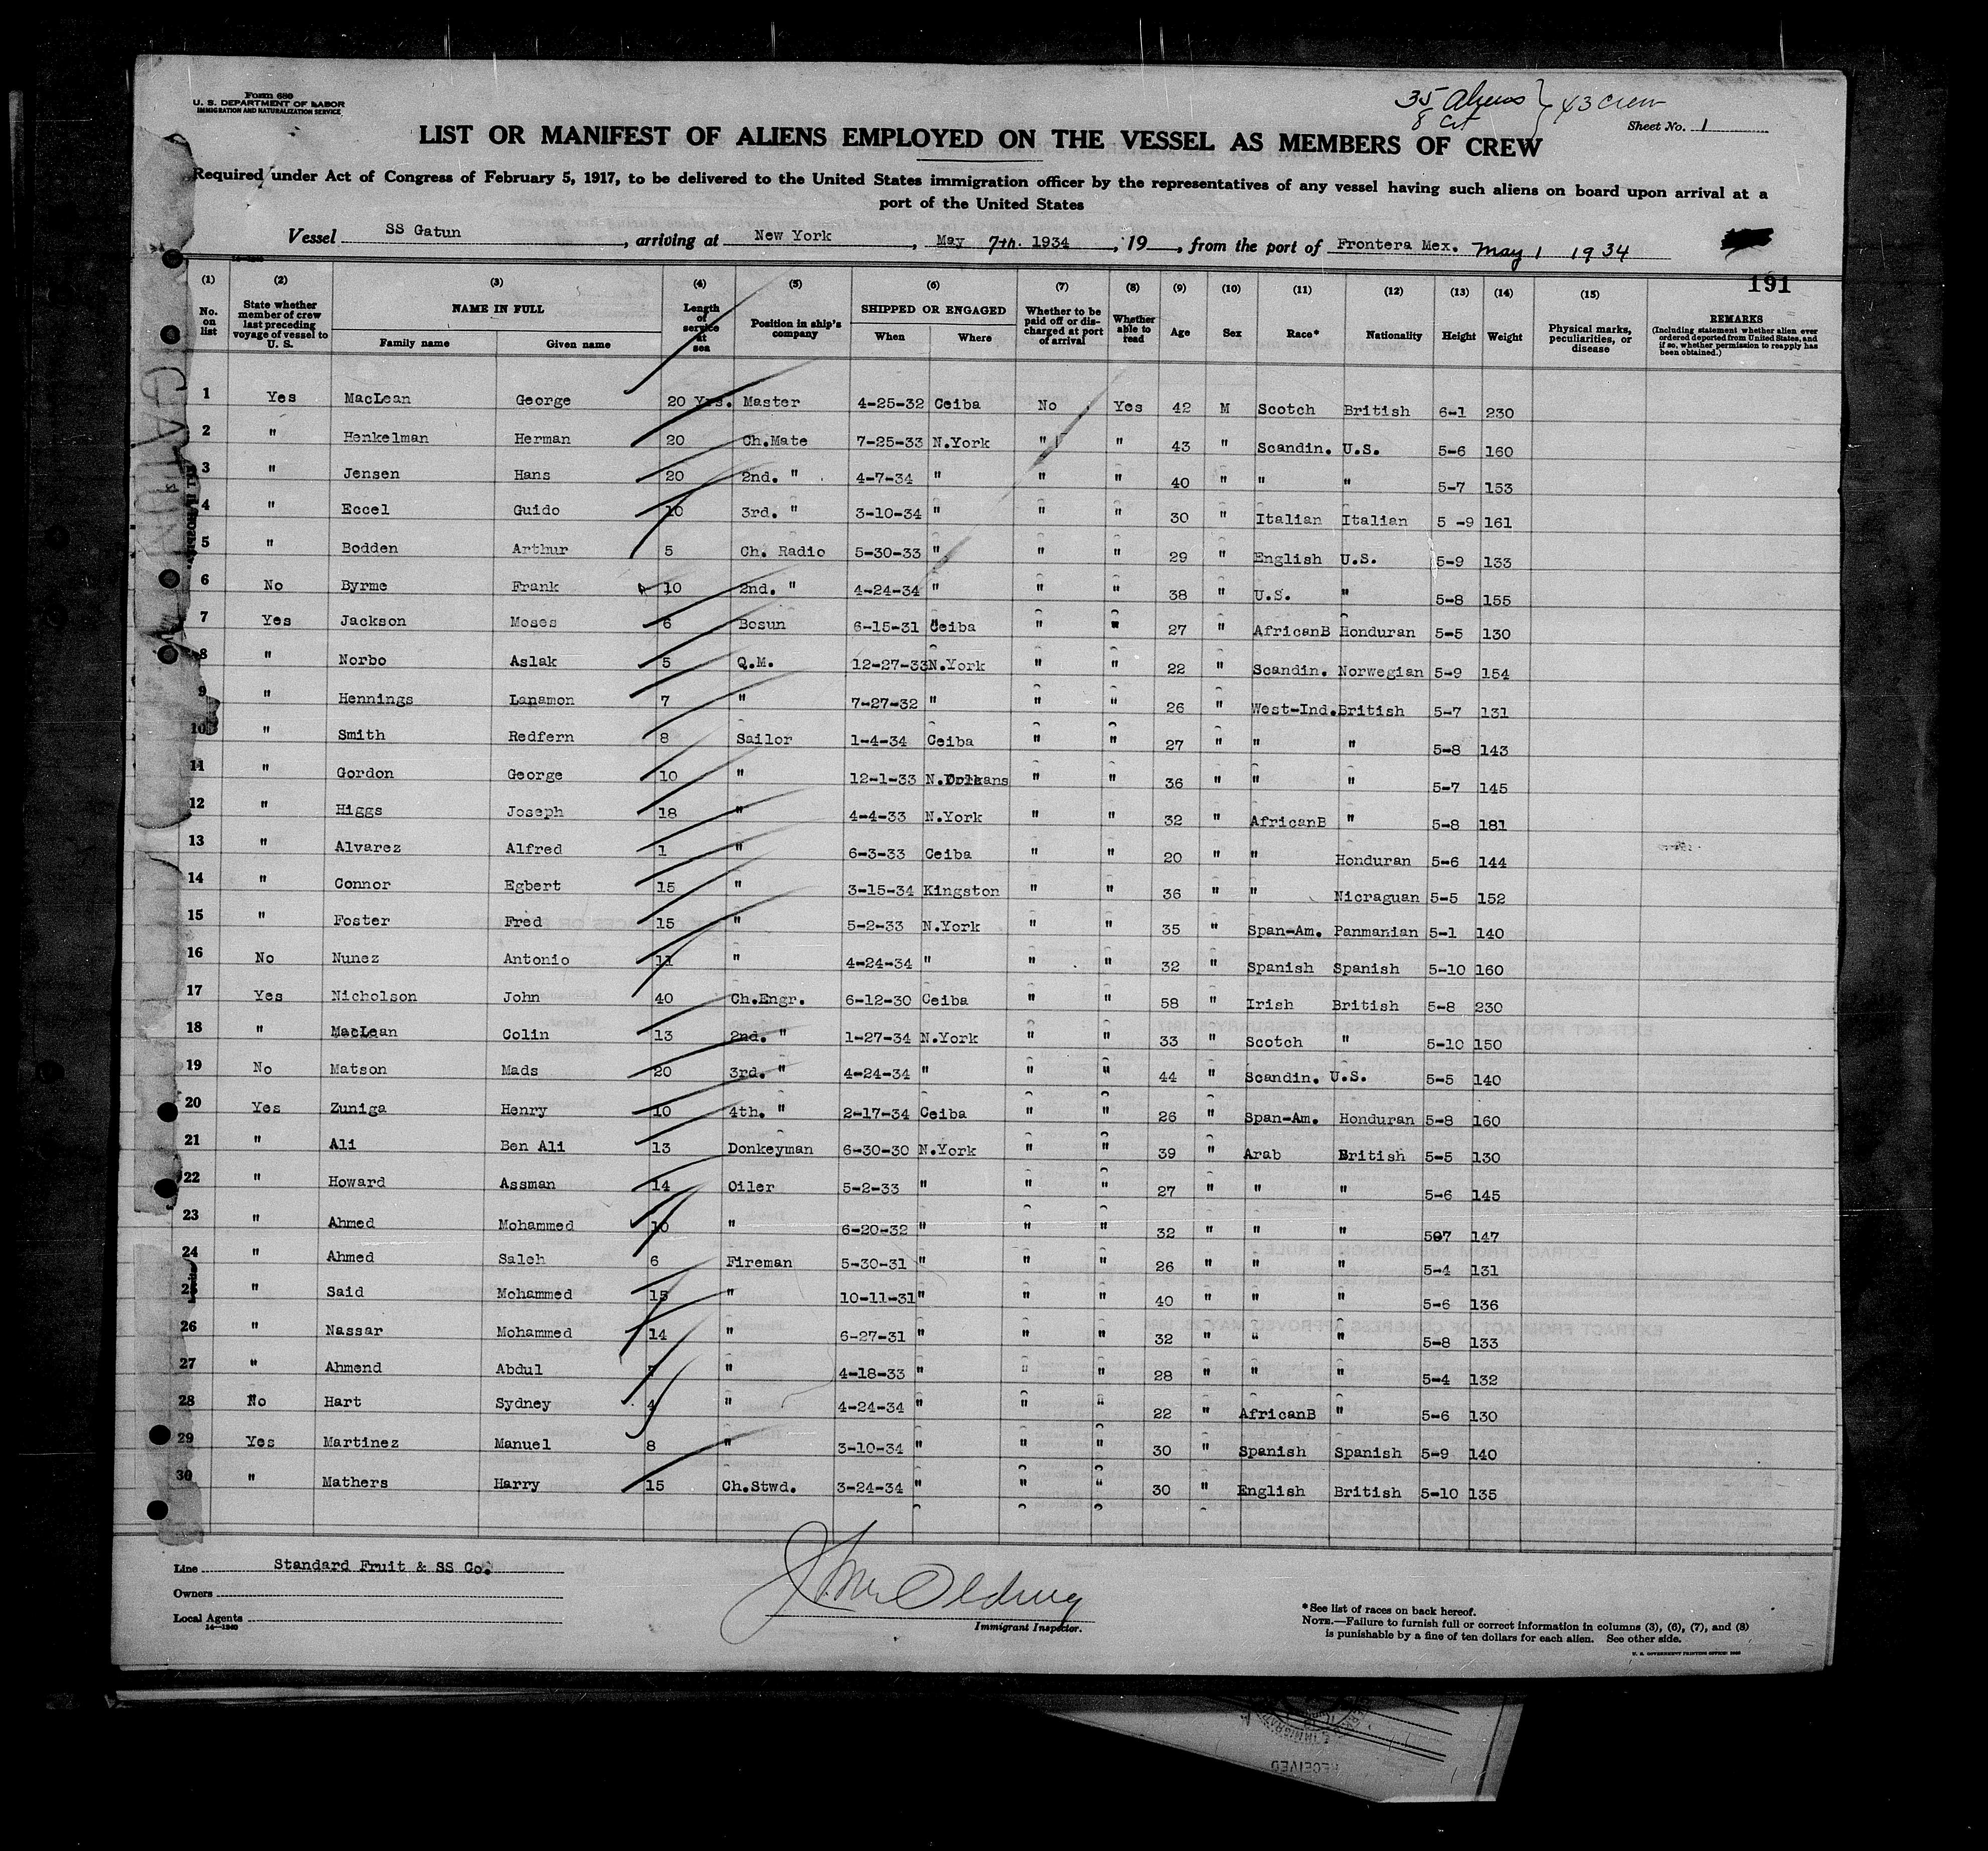 Form 680
U. S. DEPARTMENT OF LABOR
IMMIGRATION AND NATURALIZATION SERVICE
35 Aliens } 43 crew
8 Cit
Sheet No. 1
LIST OR MANIFEST OF ALIENS EMPLOYED ON THE VESSEL AS MEMBERS OF CREW
Required under Act of Congress of February 5, 1917, to be delivered to the United States immigration officer by the representatives of any vessel having such aliens on board upon arrival at a
port of the United States
Vessel SS Gatun, arriving at New York, May 7th. 1934, 19, from the port of Frontera Mex. May 1 1934
191
(1) No. on list (2) State whether member of crew last preceding voyage of vessel to U. S. (3) NAME IN FULL Family name Given name (4) Length of service at sea (5) Position in ship's company (6) SHIPPED OR ENGAGED When Where (7) Whether to be paid off or discharged at port of arrival (8) Whether able to read (9) Age (10) Sex (11) Race* (12) Nationality (13) Height (14) Weight (15) Physical marks, peculiarities, or disease REMARKS (Including statement whether alien ever ordered deported from United States, and if so, whether permission to reapply has been obtained.)
1 Yes MacLean George 20 Yrs. Master 4-25-32 Ceiba No Yes 42 M Scotch British 6-1 230
2 " Henkelman Herman 20 Ch.Mate 7-25-33 N.York " " 43 " Scandin. U.S. 5-6 160
3 " Jensen Hans 20 2nd. " 4-7-34 " " " 40 " " " 5-7 153
4 " Eccel Guido 10 3rd. " 3-10-34 " " " 30 " Italian Italian 5 -9 161
5 " Bodden Arthur 5 Ch. Radio 5-30-33 " " " 29 " English U.S. 5-9 133
6 No Byrme Frank 10 2nd. " 4-24-34 " " " 38 " U.S. " 5-8 155
7 Yes Jackson Moses 6 Bosun 6-15-31 Ceiba " " 27 " AfricanB Honduran 5-5 130
8 " Norbo Aslak 5 Q.M. 12-27-33 N.York " " 22 " Scandin. Norwegian 5-9 154
9 " Hennings Lanamon 7 " 7-27-32 " " " 26 " West-Ind. British 5-7 131
10 " Smith Redfern 8 Sailor 1-4-34 Ceiba " " 27 " " " 5-8 143
11 " Gordon George 10 " 12-1-33 N.Orleans " " 36 " " " 5-7 145
12 " Higgs Joseph 18 " 4-4-33 N.York " " 32 " AfricanB " 5-8 181
13 " Alvarez Alfred 1 " 6-3-33 Ceiba " " 20 " " Honduran 5-6 144
14 " Connor Egbert 15 " 3-15-34 Kingston " " 36 " " Nicraguan 5-5 152
15 " Foster Fred 15 " 5-2-33 N.York " " 35 " Span-Am. Panmanian 5-1 140
16 No Nunez Antonio 11 " 4-24-34 " " " 32 " Spanish Spanish 5-10 160
17 Yes Nicholson John 40 Ch.Engr. 6-12-30 Ceiba " " 58 " Irish British 5-8 230
18 " MacLean Colin 13 2nd. " 1-27-34 N.York " " 33 " Scotch " 5-10 150
19 No Matson Mads 20 3rd. " 4-24-34 " " " 44 " Scandin. U.S. 5-5 140
20 Yes Zuniga Henry 10 4th. " 2-17-34 Ceiba " " 26 " Span-Am. Honduran 5-8 160
21 " Ali Ben Ali 13 Donkeyman 6-30-30 N.York " " 39 " Arab British 5-5 130
22 " Howard Assman 14 Oiler 5-2-33 " " " 27 " " " 5-6 145
23 " Ahmed Mohammed 10 " 6-20-32 " " " 32 " " " 507 147
24 " Ahmed Saleh 6 Fireman 5-30-31 " " " 26 " " " 5-4 131
25 " Said Mohammed 15 " 10-11-31 " " " 40 " " " 5-6 136
26 " Nassar Mohammed 14 " 6-27-31 " " " 32 " " " 5-8 133
27 " Ahmend Abdul 7 " 4-18-33 " " " 28 " " " 5-4 132
28 No Hart Sydney 4 " 4-24-34 " " " 22 " AfricanB " 5-6 130
29 Yes Martinez Manuel 8 " 3-10-34 " " " 30 " Spanish Spanish 5-9 140
30 " Mathers Harry 15 Ch.Stwd. 3-24-34 " " " 30 " English British 5-10 135
Line Standard Fruit & SS Co.
Owners
Local Agents
14—1240
Immigrant Inspector.
*See list of races on back hereof.
NOTE.—Failure to furnish full or correct information in columns (3), (6), (7), and (8)
is punishable by a fine of ten dollars for each alien. See other side.
GATUN
RECEIVED